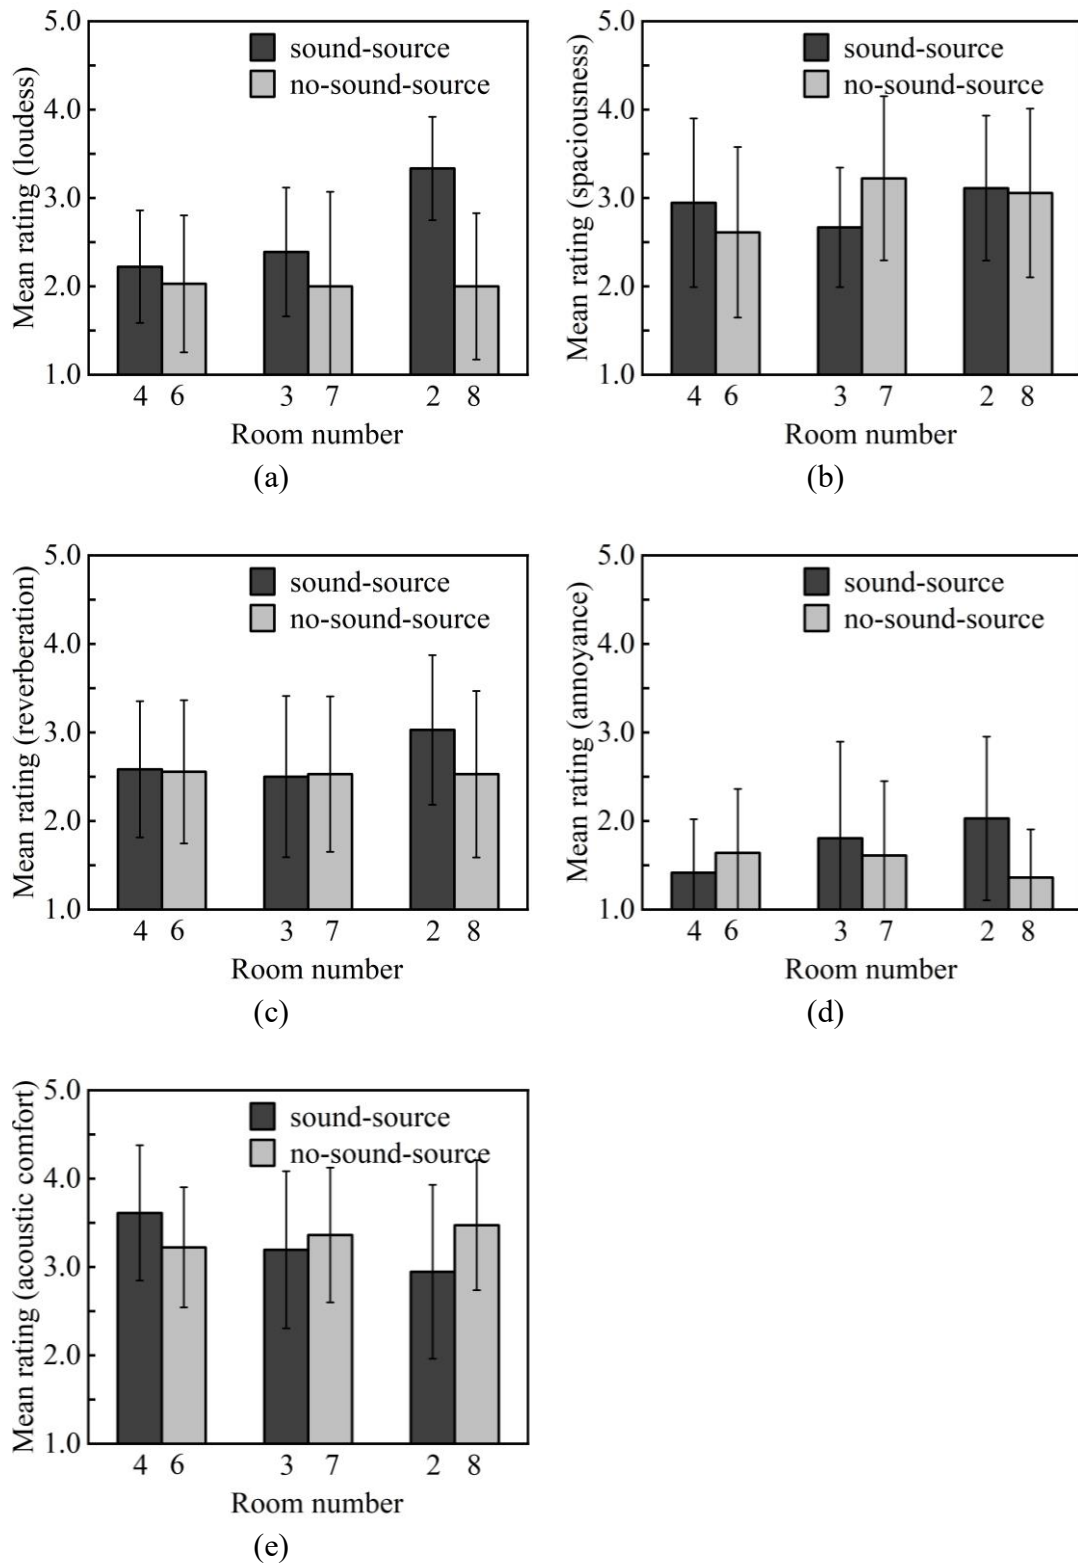 Mean rating (loudess)
5.0
4.0
3.0
2.0
1.0
sound-source
no-sound-source
4 6 3 7 2 8
Room number
(a)
Mean rating (spaciousness)
5.0
4.0
3.0
2.0
1.0
sound-source
no-sound-source
4 6 3 7 2 8
Room number
(b)
Mean rating (reverberation)
5.0
4.0
3.0
2.0
1.0
sound-source
no-sound-source
4 6 3 7 2 8
Room number
(c)
Mean rating (annoyance)
5.0
4.0
3.0
2.0
1.0
sound-source
no-sound-source
4 6 3 7 2 8
Room number
(d)
Mean rating (acoustic comfort)
5.0
4.0
3.0
2.0
1.0
sound-source
no-sound-source
4 6 3 7 2 8
Room number
(e)